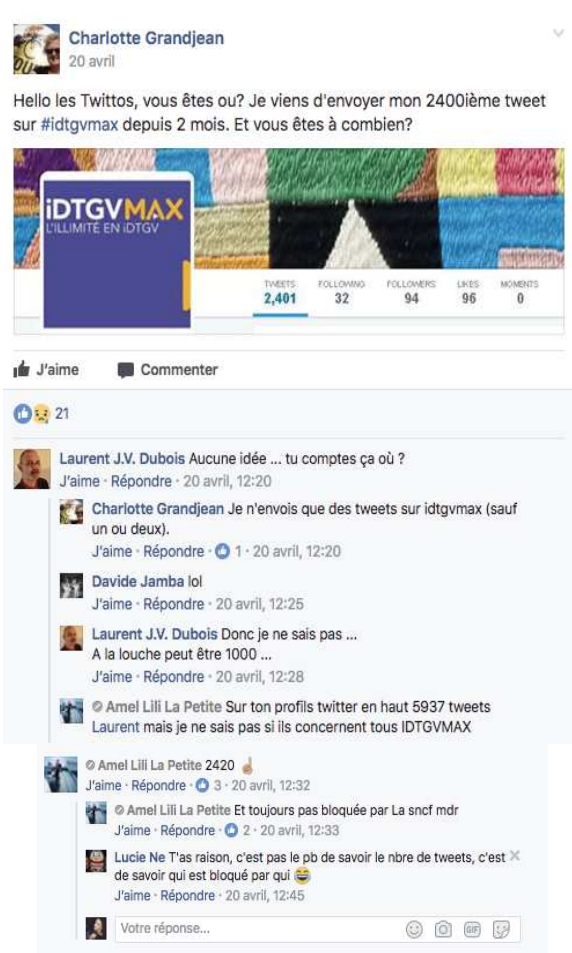 Charlotte Grandjean
20 avril
Hello les Twittos, vous êtes ou? Je viens d'envoyer mon 2400ième tweet
sur #idtgvmax depuis 2 mois. Et vous êtes à combien?
iDTGVMAX
L'ILLIMITÉ EN iDTGV
TWEETS FOLLOWING FOLLOWERS LIKES MOMENTS
2,401 32 94 96 0
J'aime Commenter
21
Laurent J.V. Dubois Aucune idée ... tu comptes ça où ?
J'aime · Répondre · 20 avril, 12:20
Charlotte Grandjean Je n'envois que des tweets sur idtgvmax (sauf
un ou deux).
J'aime · Répondre · 1 · 20 avril, 12:20
Davide Jamba lol
J'aime · Répondre · 20 avril, 12:25
Laurent J.V. Dubois Donc je ne sais pas ...
A la louche peut être 1000 ...
J'aime · Répondre · 20 avril, 12:28
Amel Lili La Petite Sur ton profils twitter en haut 5937 tweets
Laurent mais je ne sais pas si ils concernent tous IDTGVMAX
Amel Lili La Petite 2420 ☝
J'aime · Répondre · 3 · 20 avril, 12:32
Amel Lili La Petite Et toujours pas bloquée par La sncf mdr
J'aime · Répondre · 2 · 20 avril, 12:33
Lucie Ne T'as raison, c'est pas le pb de savoir le nbre de tweets, c'est
de savoir qui est bloqué par qui 😂
J'aime · Répondre · 20 avril, 12:45
Votre réponse... GIF